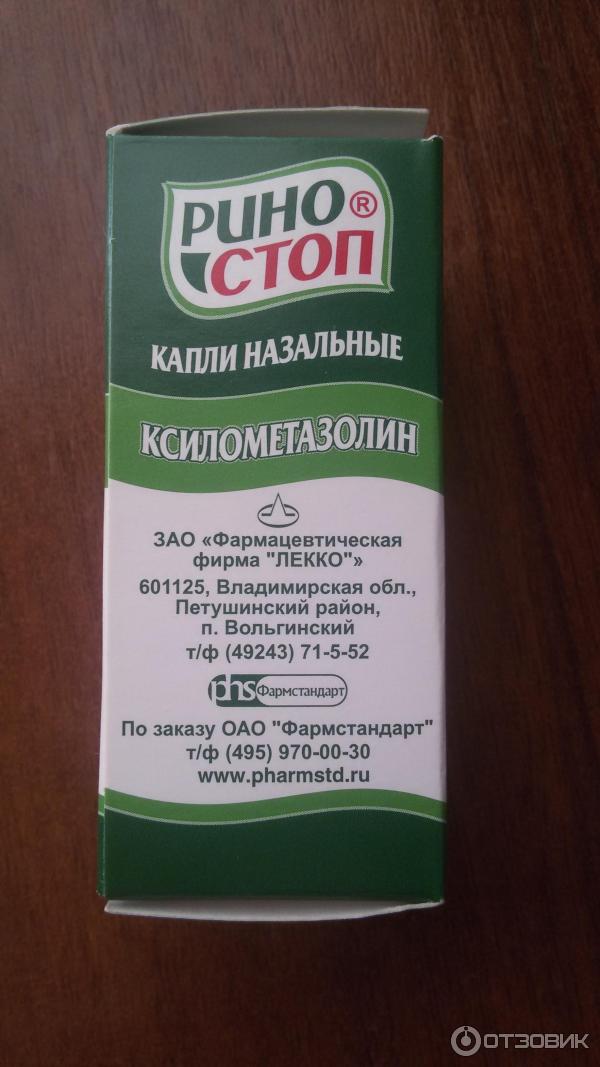 РИНО®
СТОП
КАПЛИ НАЗАЛЬНЫЕ
КСИЛОМЕТАЗОЛИН
ЗАО «Фармацевтическая
фирма "ЛЕККО"»
601125, Владимирская обл.,
Петушинский район,
п. Вольгинский
т/ф (49243) 71-5-52
phs Фармстандарт
По заказу ОАО "Фармстандарт"
т/ф (495) 970-00-30
www.pharmstd.ru
ОТЗОВИК